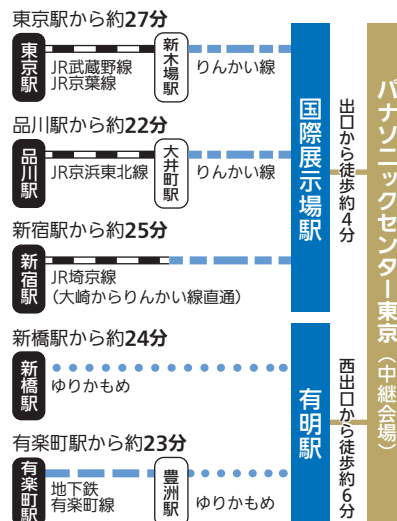 東京駅から約27分
東京駅
JR武蔵野線
JR京葉線
新木場駅
りんかい線
品川駅から約22分
品川駅
JR京浜東北線
大井町駅
りんかい線
新宿駅から約25分
新宿駅
JR埼京線
(大崎からりんかい線直通)
国際展示場駅
出口から徒歩約4分
新橋駅から約24分
新橋駅
ゆりかもめ
有楽町駅から約23分
有楽町駅
地下鉄
有楽町線
豊洲駅
ゆりかもめ
有明駅
西出口から徒歩約6分
パナソニックセンター東京(中継会場)